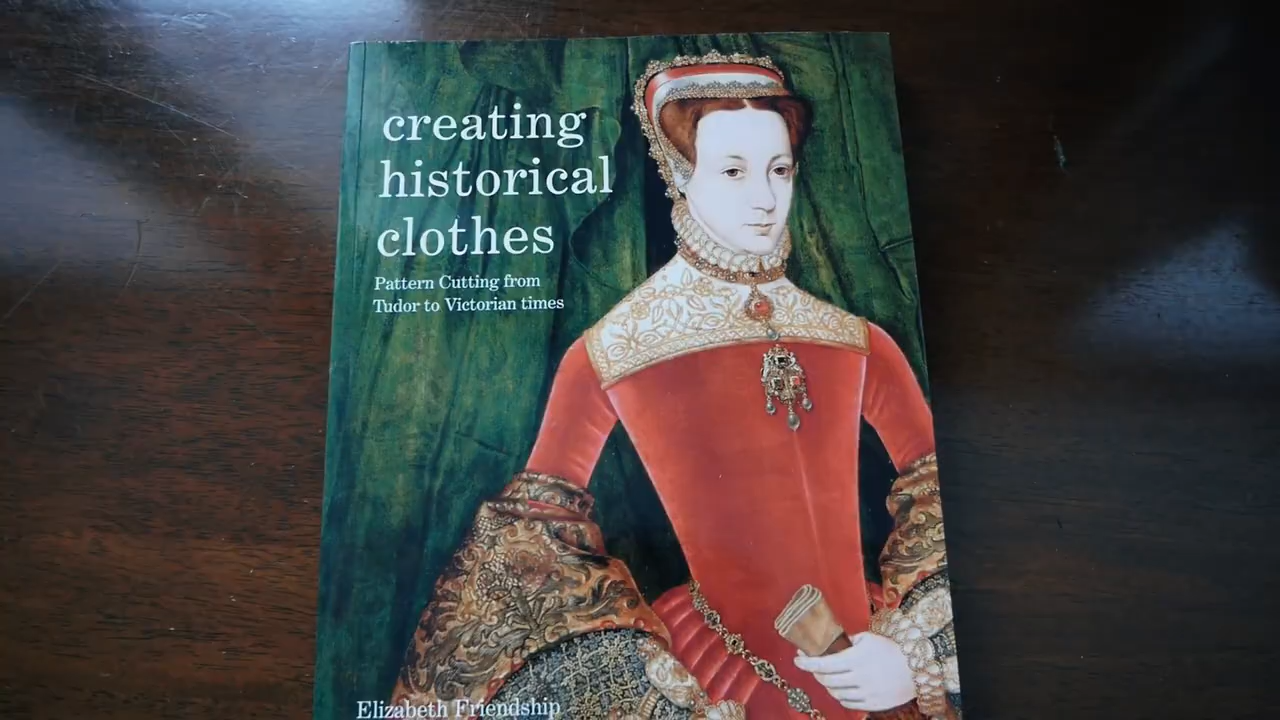 creating
historical
clothes
Pattern Cutting from
Tudor to Victorian times
Elizabeth Friendship